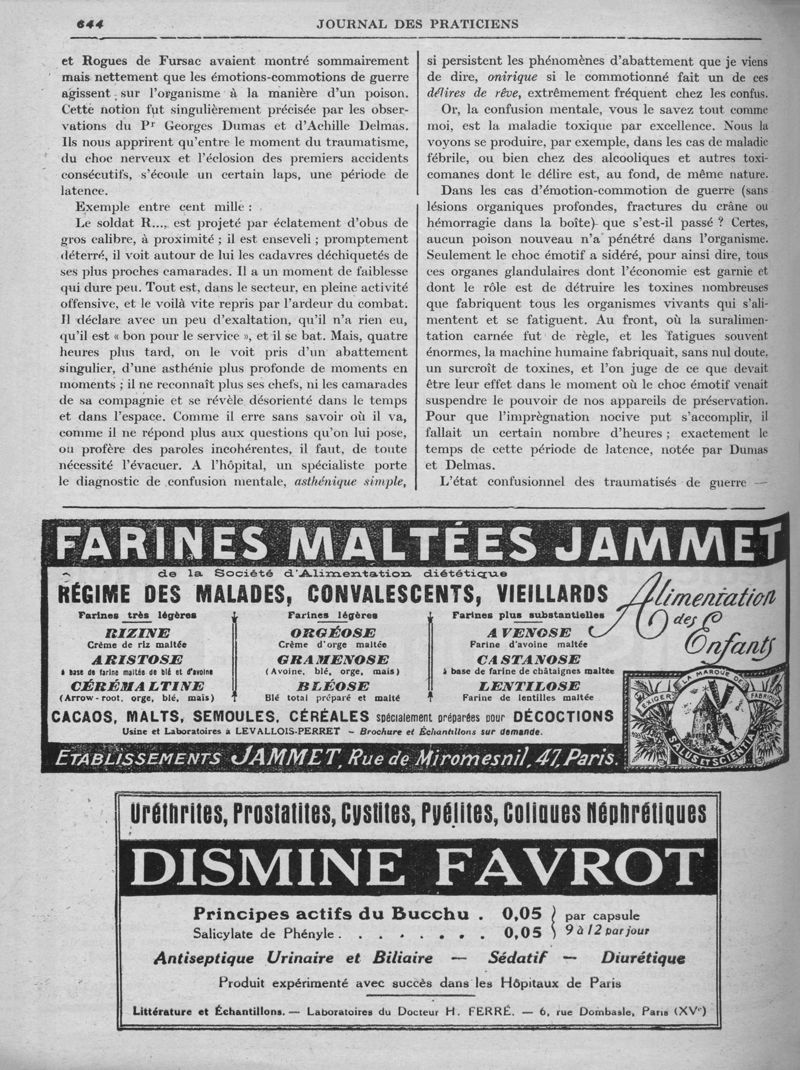 644
JOURNAL DES PRATICIENS
et Rogues de Fursac avaient montré sommairement
mais nettement que les émotions-commotions de guerre
agissent sur l'organisme à la manière d'un poison.
Cette notion fut singulièrement précisée par les obser-
vations du Pr Georges Dumas et d'Achille Delmas.
Ils nous apprirent qu'entre le moment du traumatisme,
du choc nerveux et l'éclosion des premiers accidents
consécutifs, s'écoule un certain laps, une période de
latence.
Exemple entre cent mille :
Le soldat R..., est projeté par éclatement d'obus de
gros calibre, à proximité ; il est enseveli ; promptement
déterré, il voit autour de lui les cadavres déchiquetés de
ses plus proches camarades. Il a un moment de faiblesse
qui dure peu. Tout est, dans le secteur, en pleine activité
offensive, et le voilà vite repris par l'ardeur du combat.
Il déclare avec un peu d'exaltation, qu'il n'a rien eu,
qu'il est « bon pour le service », et il se bat. Mais, quatre
heures plus tard, on le voit pris d'un abattement
singulier, d'une asthénie plus profonde de moments en
moments ; il ne reconnaît plus ses chefs, ni les camarades
de sa compagnie et se révèle désorienté dans le temps
et dans l'espace. Comme il erre sans savoir où il va,
comme il ne répond plus aux questions qu'on lui pose,
ou profère des paroles incohérentes, il faut, de toute
nécessité l'évacuer. A l'hôpital, un spécialiste porte
le diagnostic de confusion mentale, asthénique simple,
si persistent les phénomènes d'abattement que je viens
de dire, onirique si le commotionné fait un de ces
délires de rêve, extrêmement fréquent chez les confus.
Or, la confusion mentale, vous le savez tout comme
moi, est la maladie toxique par excellence. Nous la
voyons se produire, par exemple, dans les cas de maladie
fébrile, ou bien chez des alcooliques et autres toxi-
comanes dont le délire est, au fond, de même nature.
Dans les cas d'émotion-commotion de guerre (sans
lésions organiques profondes, fractures du crâne ou
hémorragie dans la boîte) que s'est-il passé ? Certes,
aucun poison nouveau n'a pénétré dans l'organisme.
Seulement le choc émotif a sidéré, pour ainsi dire, tous
ces organes glandulaires dont l'économie est garnie et
dont le rôle est de détruire les toxines nombreuses
que fabriquent tous les organismes vivants qui s'ali-
mentent et se fatiguent. Au front, où la suralimen-
tation carnée fut de règle, et les fatigues souvent
énormes, la machine humaine fabriquait, sans nul doute,
un surcroît de toxines, et l'on juge de ce que devait
être leur effet dans le moment où le choc émotif venait
suspendre le pouvoir de nos appareils de préservation.
Pour que l'imprègnation nocive put s'accomplir, il
fallait un certain nombre d'heures ; exactement le
temps de cette période de latence, notée par Dumas
et Delmas.
L'état confusionnel des traumatisés de guerre —
FARINES MALTÉES JAMMET
de la Société d'Alimentation diététique
RÉGIME DES MALADES, CONVALESCENTS, VIEILLARDS
Alimentation
des
Enfants
Farines très légères
RIZINE
Crème de riz maltée
ARISTOSE
à base de farine maltée de blé et d'avoine
CÉRÉMALTINE
(Arrow-root, orge, blé, maïs)
Farines légères
ORGÉOSE
Crème d'orge maltée
GRAMENOSE
(Avoine, blé, orge, maïs)
BLÉOSE
Blé total préparé et malté
Farines plus substantielles
AVENOSE
Farine d'avoine maltée
CASTANOSE
à base de farine de châtaignes maltée
LENTILOSE
Farine de lentilles maltée
CACAOS, MALTS, SEMOULES, CÉRÉALES spécialement préparées pour DÉCOCTIONS
Usine et Laboratoires à LEVALLOIS-PERRET – Brochure et Échantillons sur demande.
ETABLISSEMENTS JAMMET, Rue de Miromesnil, 47, Paris.
EXIGER LA MARQUE DE FABRIQUE
SALUS ET SCIENTIA
Uréthrites, Prostatites, Cystites, Pyélites, Coliques Néphrétiques
DISMINE FAVROT
Principes actifs du Bucchu . 0,05
Salicylate de Phényle . . . . . . . 0,05
par capsule
9 à 12 par jour
Antiseptique Urinaire et Biliaire — Sédatif — Diurétique
Produit expérimenté avec succès dans les Hôpitaux de Paris
Littérature et Échantillons. — Laboratoires du Docteur H. FERRÉ. — 6, rue Dombasle, Paris (XVe)